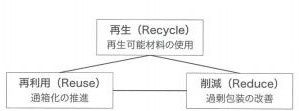 再生（Recycle）
再生可能材料の使用
再利用（Reuse）
通箱化の推進
削減（Reduce）
過剰包装の改善